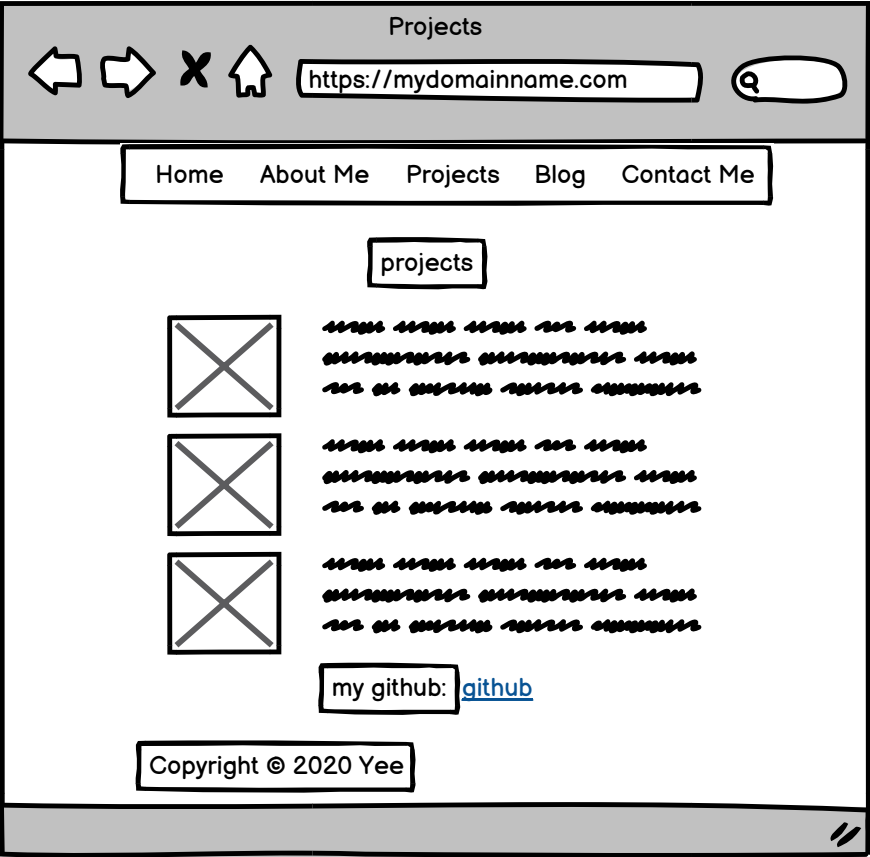 Projects
https://mydomainname.com
Home About Me Projects Blog Contact Me
projects
my github: github
Copyright © 2020 Yee